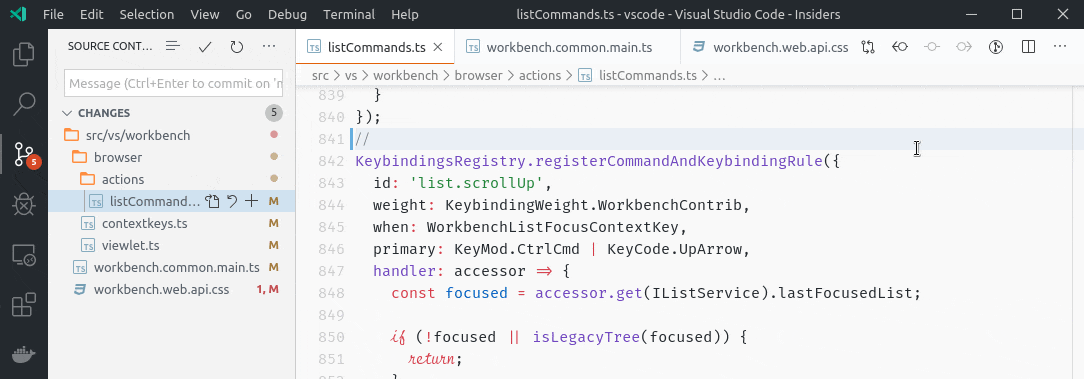 File Edit Selection View Go Debug Terminal Help listCommands.ts - vscode - Visual Studio Code - Insiders
SOURCE CONT...
Message (Ctrl+Enter to commit on 'm
CHANGES 5
src/vs/workbench
browser
actions
listCommand... M
contextkeys.ts M
viewlet.ts M
workbench.common.main.ts M
workbench.web.api.css 1, M
5
TS listCommands.ts TS workbench.common.main.ts workbench.web.api.css
src > vs > workbench > browser > actions > TS listCommands.ts > ...
839 }
840 });
841 //
842 KeybindingsRegistry.registerCommandAndKeybindingRule({
843 id: 'list.scrollUp',
844 weight: KeybindingWeight.WorkbenchContrib,
845 when: WorkbenchListFocusContextKey,
846 primary: KeyMod.CtrlCmd | KeyCode.UpArrow,
847 handler: accessor => {
848 const focused = accessor.get(IListService).lastFocusedList;
849
850 if (!focused || isLegacyTree(focused)) {
851 return;